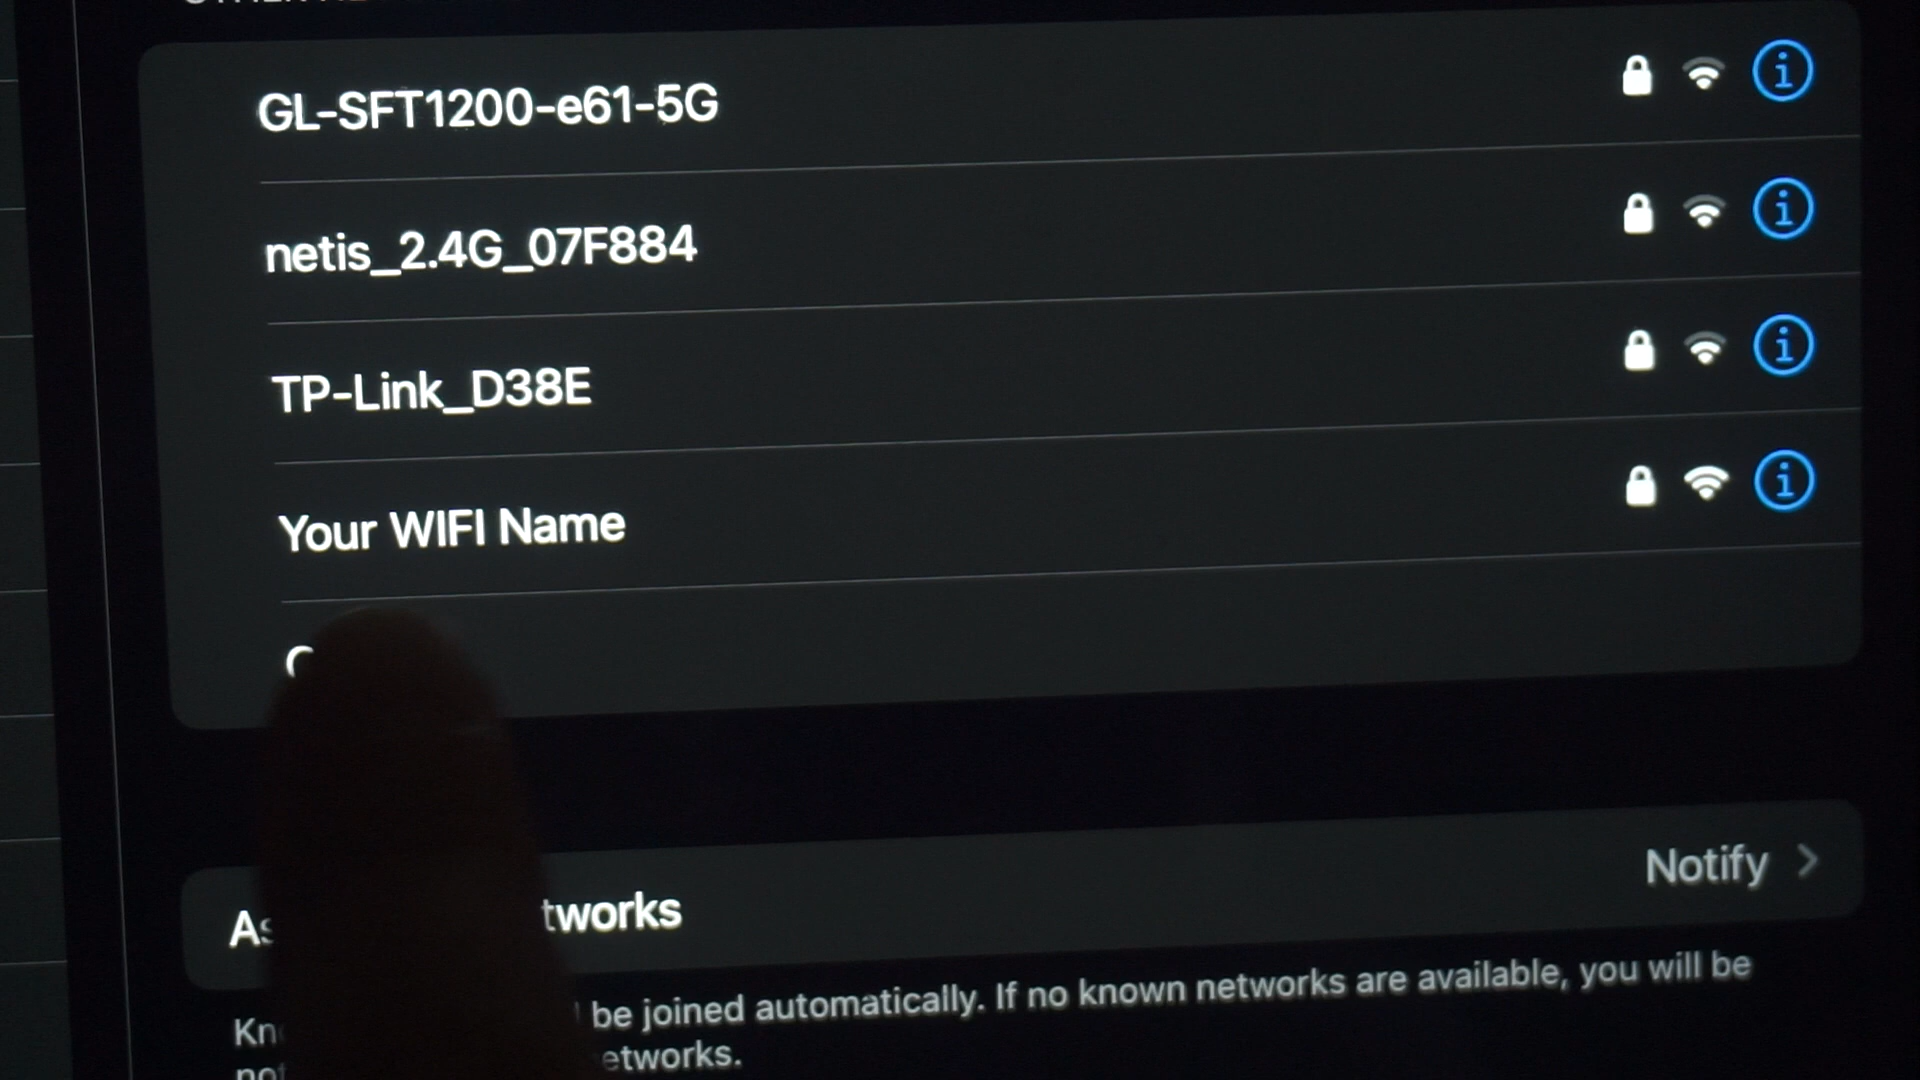 GL-SFT1200-e61-5G
netis_2.4G_07F884
TP-Link_D38E
Your WIFI Name
Notify
tworks
be joined automatically. If no known networks are available, you will be
etworks.